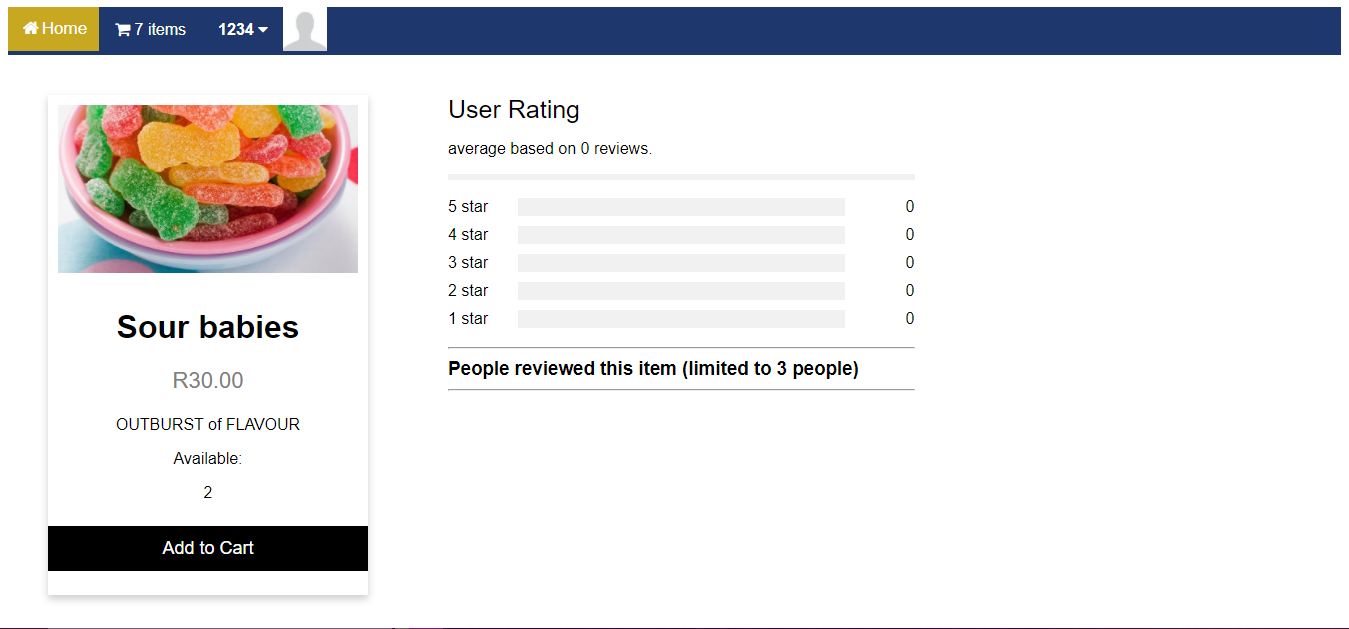 Home 7 items 1234
User Rating
average based on 0 reviews.
5 star 0
4 star 0
3 star 0
2 star 0
1 star 0
People reviewed this item (limited to 3 people)
Sour babies
R30.00
OUTBURST of FLAVOUR
Available:
2
Add to Cart